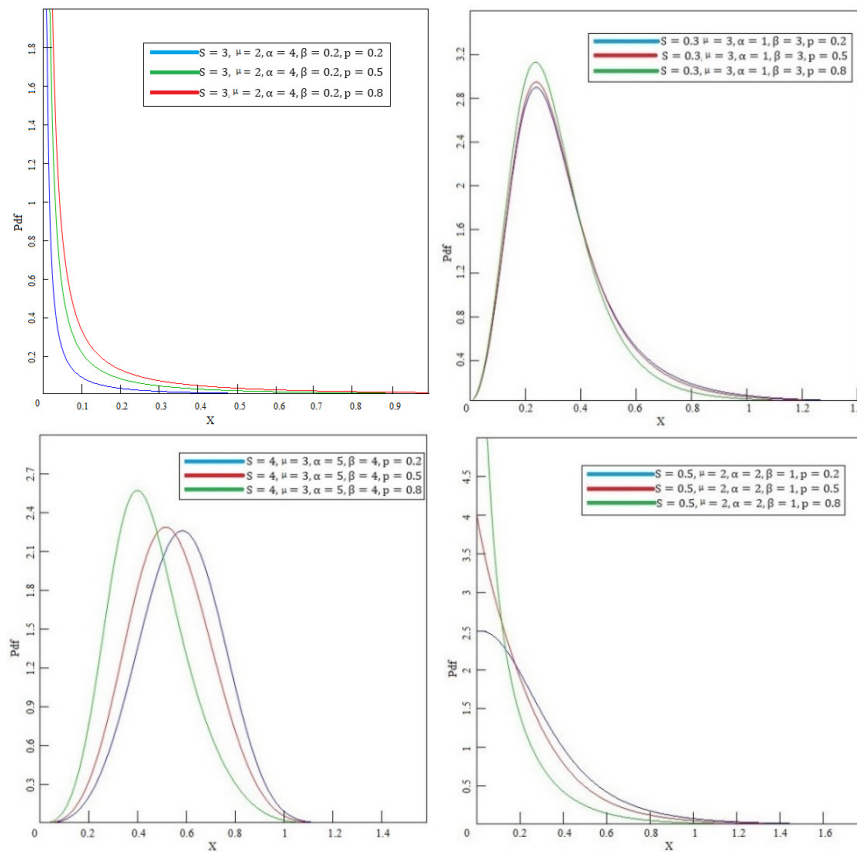 S = 3, μ = 2, α = 4, β = 0.2, p = 0.2
S = 3, μ = 2, α = 4, β = 0.2, p = 0.5
S = 3, μ = 2, α = 4, β = 0.2, p = 0.8
Pdf
1.8
1.6
1.4
1.2
1
0.8
0.6
0.4
0.2
0 0.1 0.2 0.3 0.4 0.5 0.6 0.7 0.8 0.9
X
S = 0.3 μ = 3, α = 1, β = 3, p = 0.2
S = 0.3, μ = 3, α = 1, β = 3, p = 0.5
S = 0.3, μ = 3, α = 1, β = 3, p = 0.8
Pdf
3.2
2.8
2.4
2
1.6
1.2
0.8
0.4
0 0.2 0.4 0.6 0.8 1.0 1.2 1.4
X
S = 4, μ = 3, α = 5, β = 4, p = 0.2
S = 4, μ = 3, α = 5, β = 4, p = 0.5
S = 4, μ = 3, α = 5, β = 4, p = 0.8
Pdf
2.7
2.4
2.1
1.8
1.5
1.2
0.9
0.6
0.3
0 0.2 0.4 0.6 0.8 1 1.2 1.4
X
S = 0.5, μ = 2, α = 2, β = 1, p = 0.2
S = 0.5, μ = 2, α = 2, β = 1, p = 0.5
S = 0.5, μ = 2, α = 2, β = 1, p = 0.8
Pdf
4.5
4
3.5
3
2.5
2
1.5
1
0.5
0 0.2 0.4 0.6 0.8 1 1.2 1.4 1.6
X